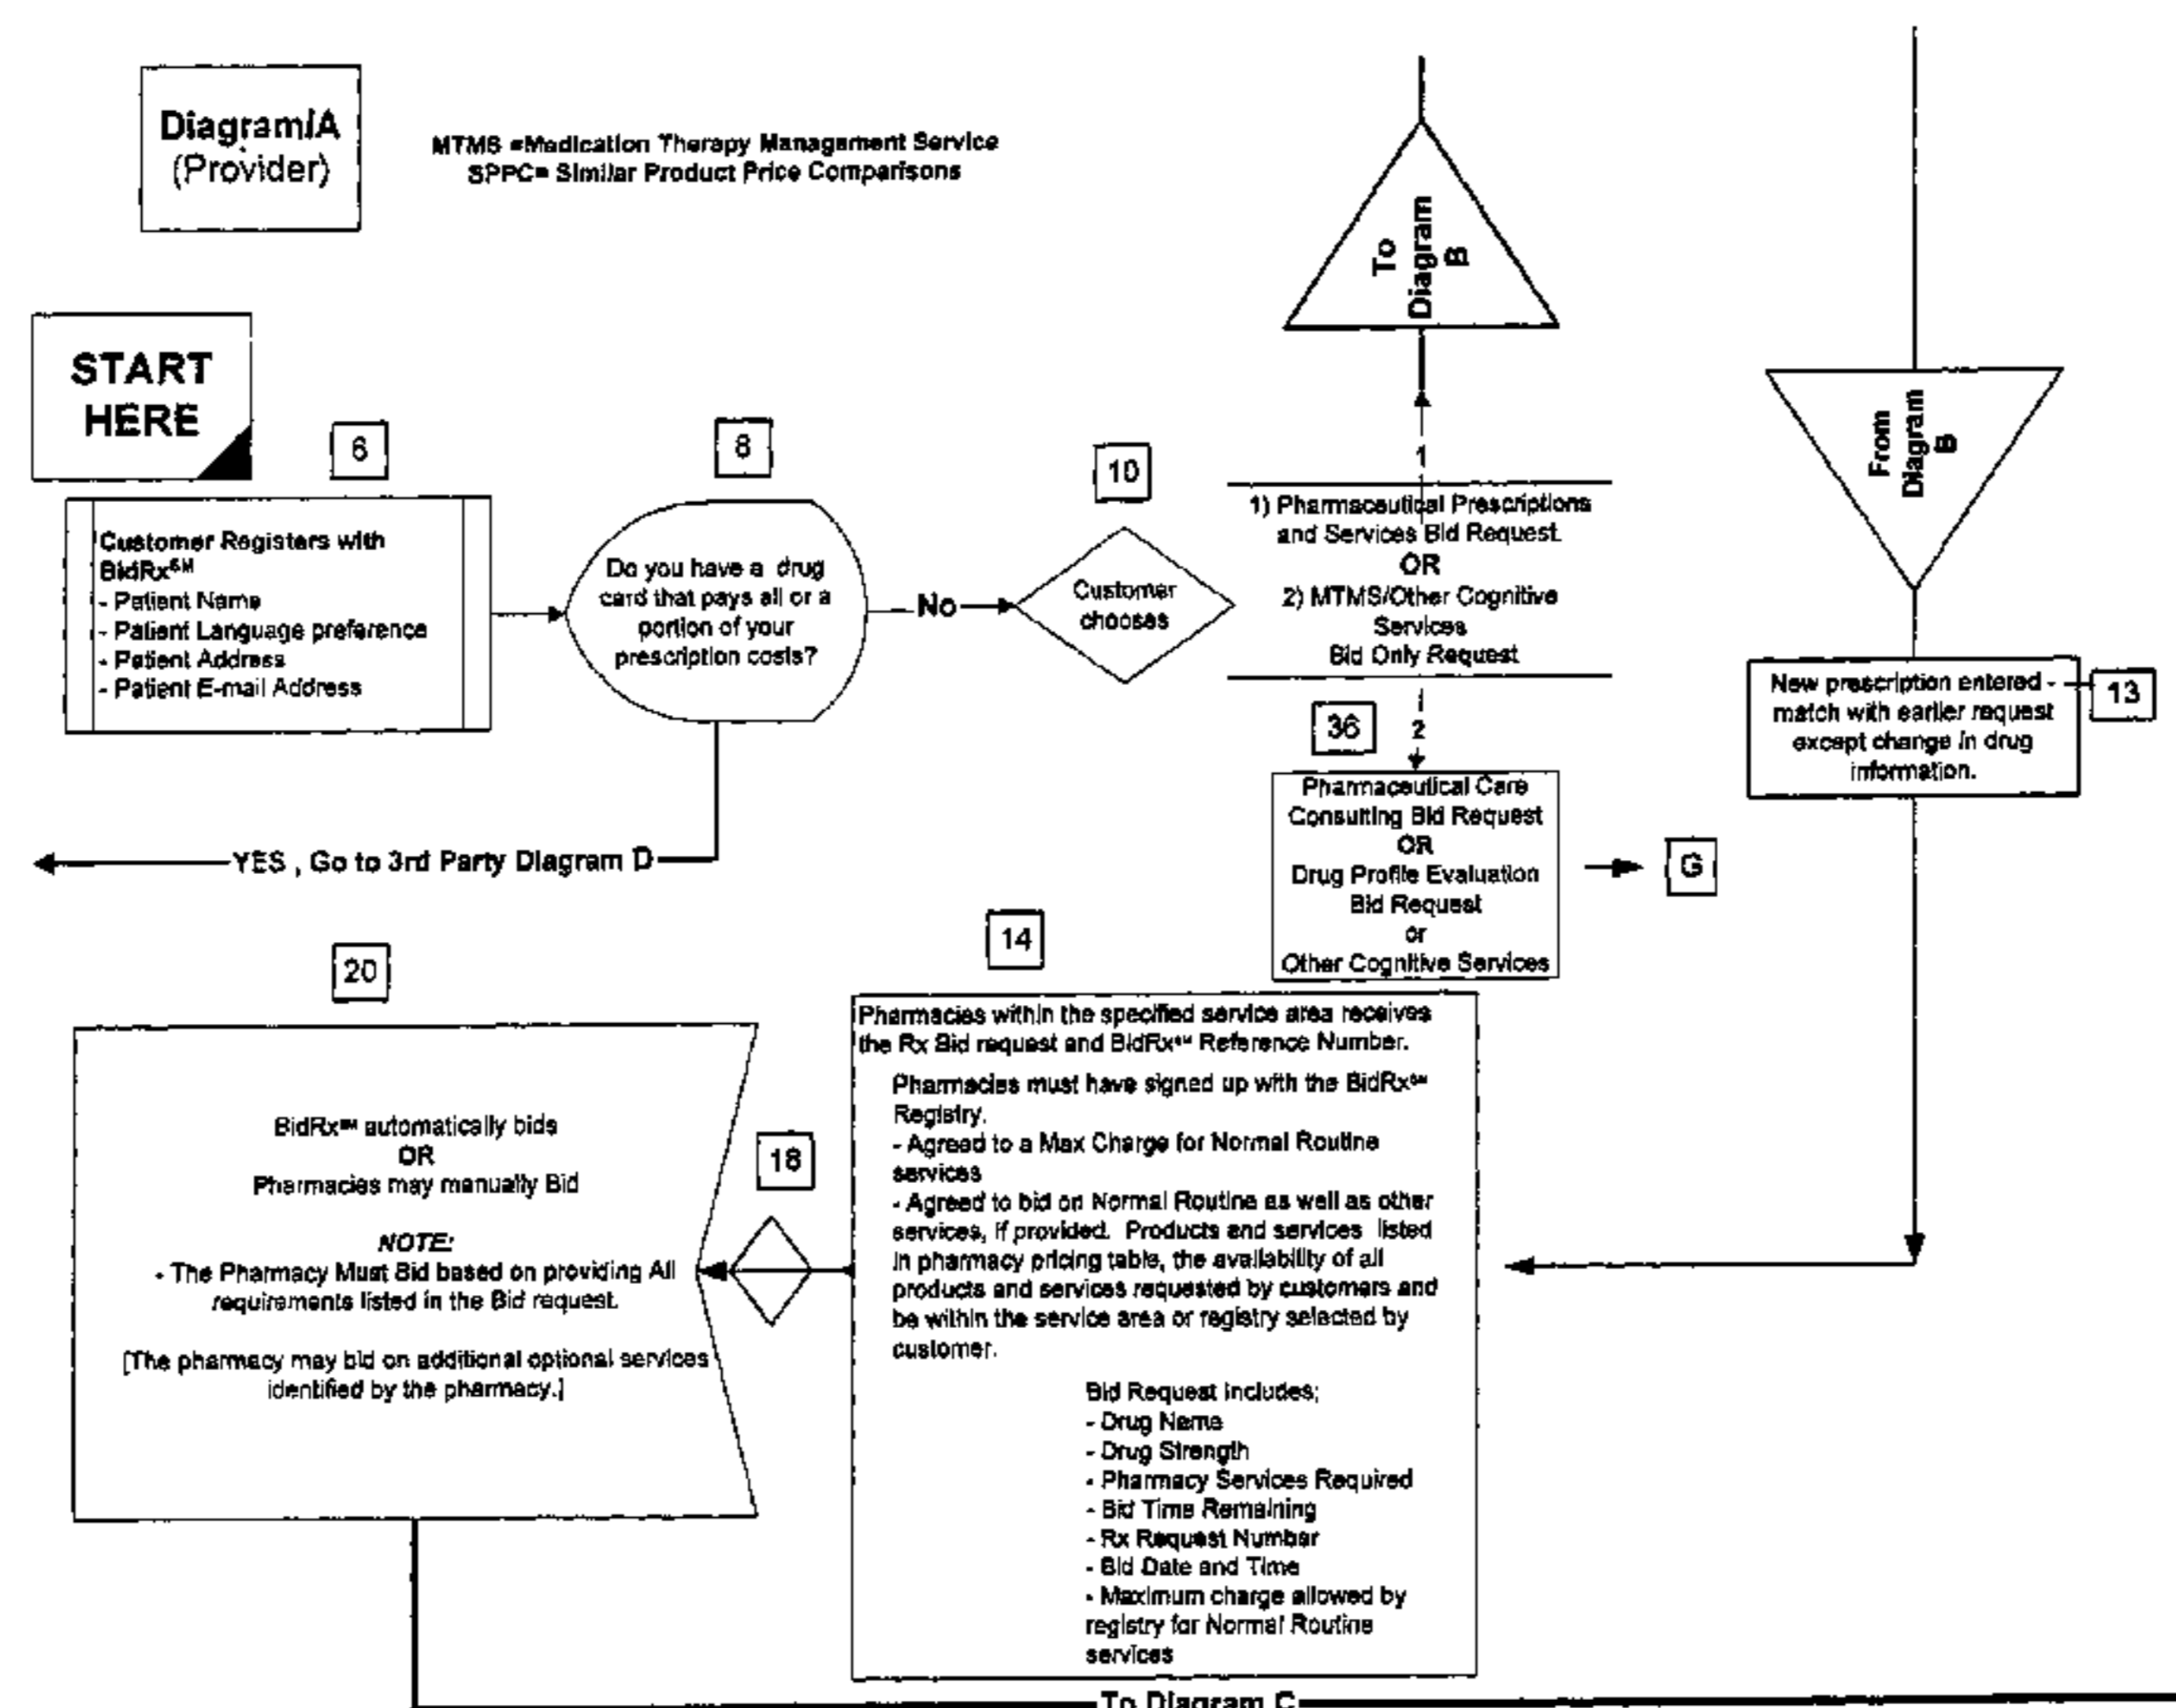 Diagram/A
(Provider)
MTMS =Medication Therapy Management Service
SPPC= Similar Product Price Comparisons
To
Diagram
B
From
Diagram
B
START
HERE
6
8
10
Customer Registers with
BidRx℠
- Patient Name
- Patient Language preference
- Patient Address
- Patient E-mail Address
Do you have a drug
card that pays all or a
portion of your
prescription costs?
No
Customer
chooses
1
1) Pharmaceutical Prescriptions
and Services Bid Request.
OR
2) MTMS/Other Cognitive
Services
Bid Only Request
2
New prescription entered -
match with earlier request
except change in drug
information.
13
36
Pharmaceutical Care
Consulting Bid Request
OR
Drug Profile Evaluation
Bid Request
or
Other Cognitive Services
G
YES , Go to 3rd Party Diagram D
20
14
18
BidRx℠ automatically bids
OR
Pharmacies may manually Bid
NOTE:
- The Pharmacy Must Bid based on providing All
requirements listed in the Bid request.
[The pharmacy may bid on additional optional services
identified by the pharmacy.]
Pharmacies within the specified service area receives
the Rx Bid request and BidRx℠ Reference Number.
Pharmacies must have signed up with the BidRx℠
Registry.
- Agreed to a Max Charge for Normal Routine
services
- Agreed to bid on Normal Routine as well as other
services, if provided. Products and services listed
in pharmacy pricing table, the availability of all
products and services requested by customers and
be within the service area or registry selected by
customer.
Bid Request includes;
- Drug Name
- Drug Strength
- Pharmacy Services Required
- Bid Time Remaining
- Rx Request Number
- Bid Date and Time
- Maximum charge allowed by
registry for Normal Routine
services
To Diagram C